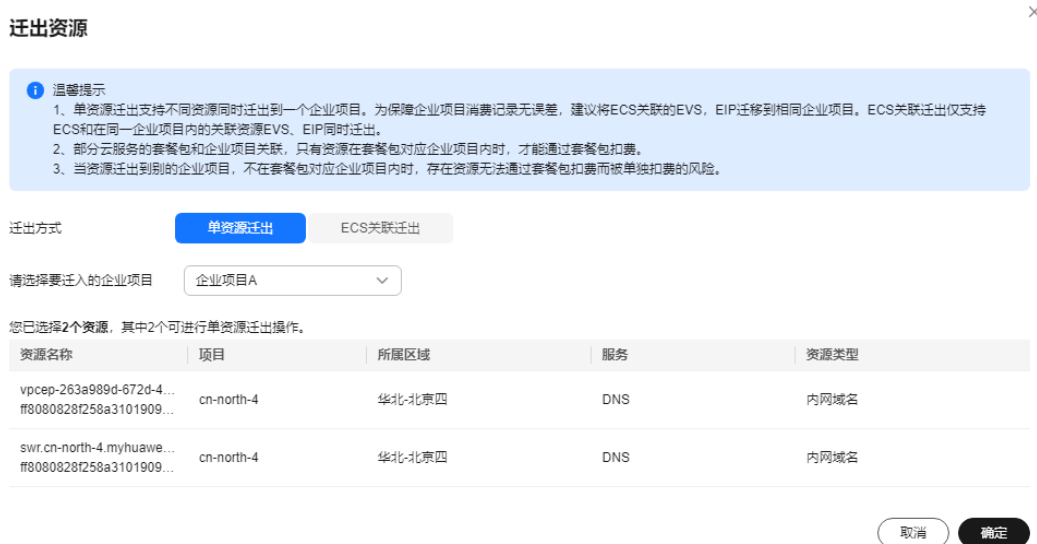 迁出资源
温馨提示
1、单资源迁出支持不同资源同时迁出到一个企业项目。为保障企业项目消费记录无误差，建议将ECS关联的EVS，EIP迁移到相同企业项目。ECS关联迁出仅支持
ECS和在同一企业项目内的关联资源EVS、EIP同时迁出。
2、部分云服务的套餐包和企业项目关联，只有资源在套餐包对应企业项目内时，才能通过套餐包扣费。
3、当资源迁出到别的企业项目，不在套餐包对应企业项目内时，存在资源无法通过套餐包扣费而被单独扣费的风险。
迁出方式 单资源迁出 ECS关联迁出
请选择要迁入的企业项目 企业项目A
您已选择2个资源，其中2个可进行单资源迁出操作。
资源名称 项目 所属区域 服务 资源类型
vpcep-263a989d-672d-4...
ff8080828f258a3101909...
cn-north-4 华北-北京四 DNS 内网域名
swr.cn-north-4.myhuawe...
ff8080828f258a3101909...
cn-north-4 华北-北京四 DNS 内网域名
取消 确定